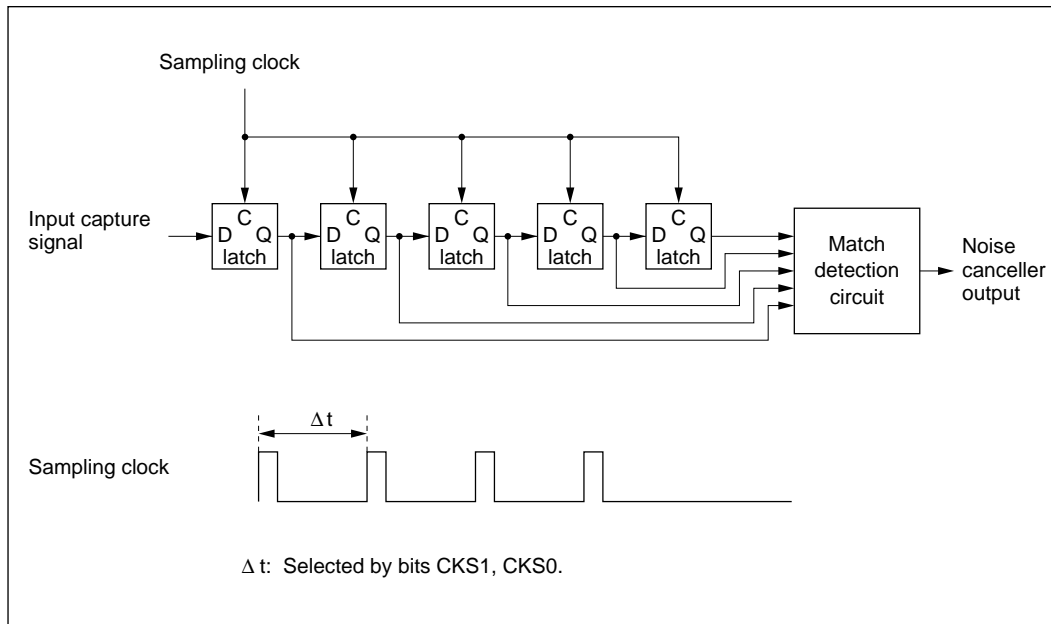 Sampling clock
Input capture
signal
C
D Q
latch
C
D Q
latch
C
D Q
latch
C
D Q
latch
C
D Q
latch
Match
detection
circuit
Noise
canceller
output
Δ t
Sampling clock
Δ t: Selected by bits CKS1, CKS0.